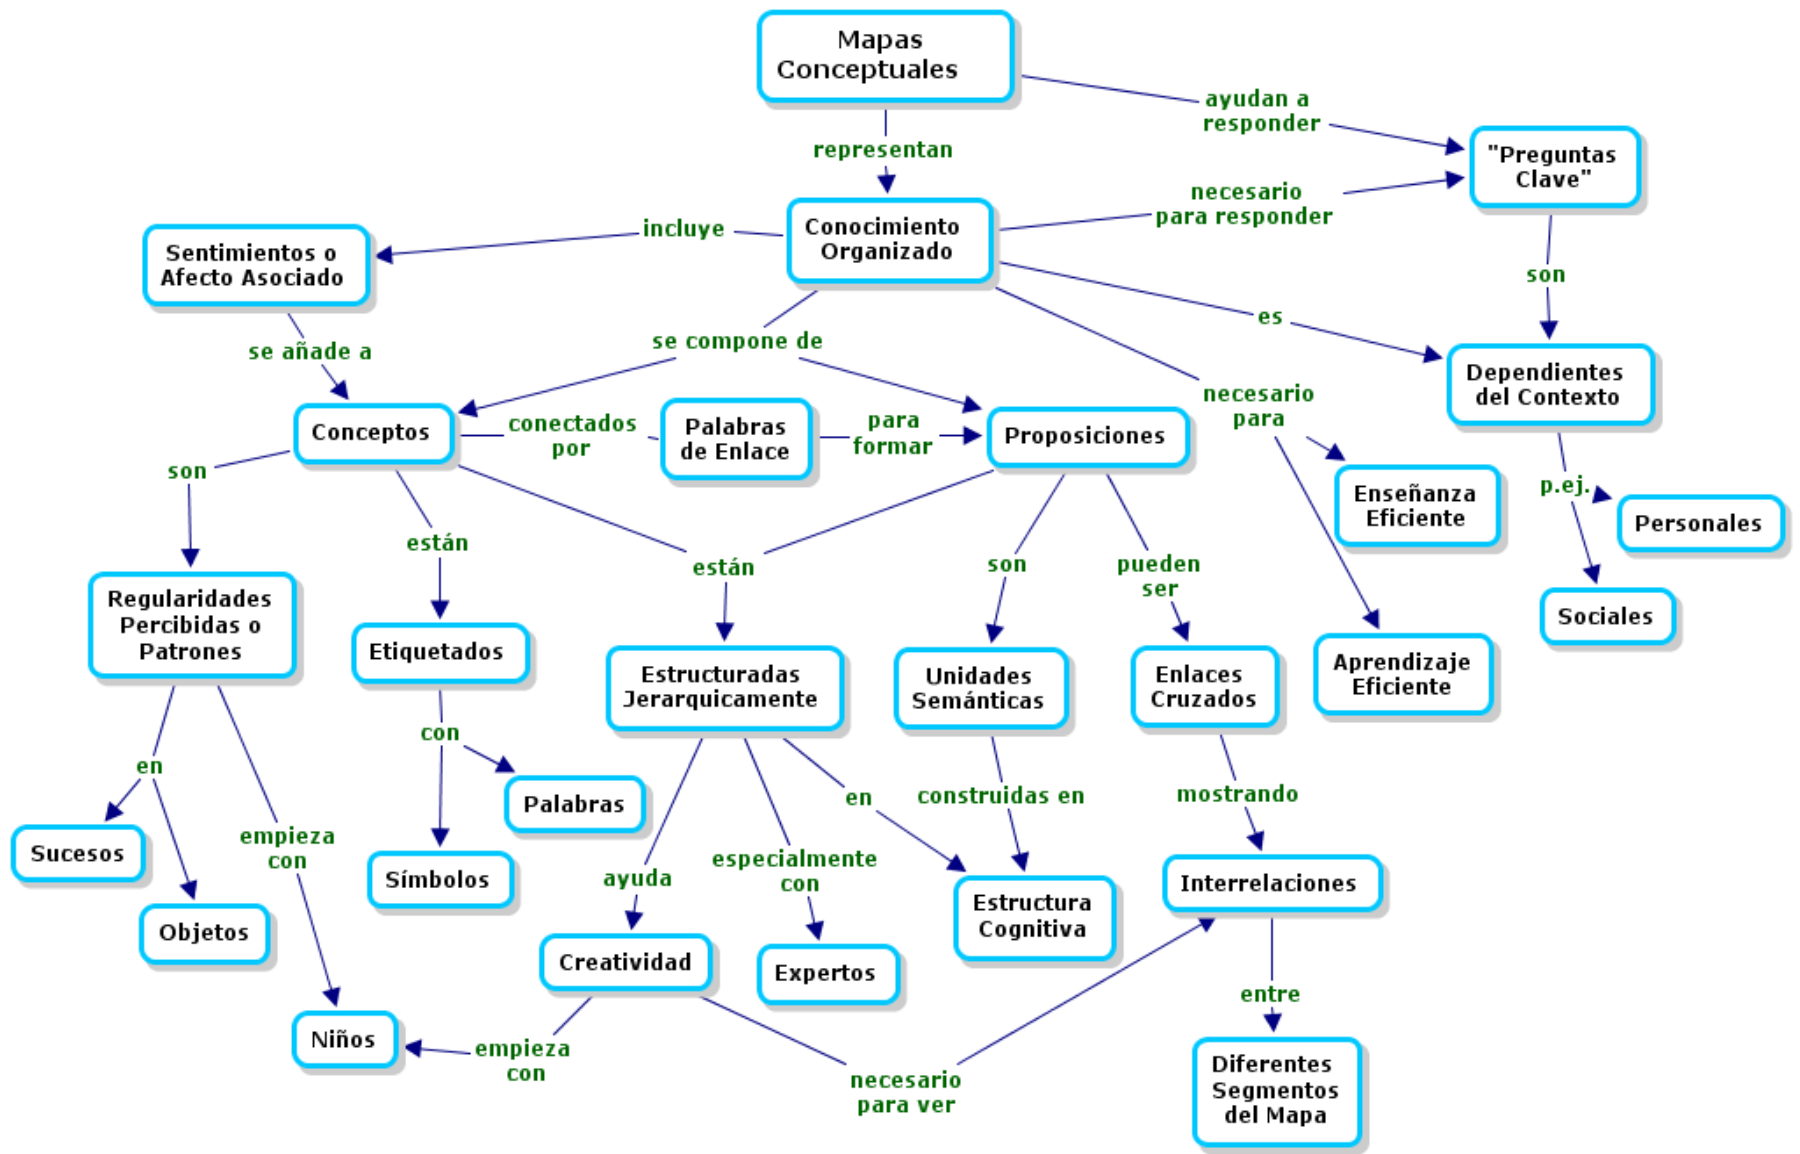 Mapas
Conceptuales
ayudan a
responder
representan
"Preguntas
Clave"
necesario
para responder
incluye
Conocimiento
Organizado
Sentimientos o
Afecto Asociado
son
es
se añade a
se compone de
Dependientes
del Contexto
necesario
para
Conceptos
conectados
por
Palabras
de Enlace
para
formar
Proposiciones
son
p.ej.
Enseñanza
Eficiente
Personales
están
están
son
pueden
ser
Regularidades
Percibidas o
Patrones
Etiquetados
Estructuradas
Jerarquicamente
Unidades
Semánticas
Enlaces
Cruzados
Aprendizaje
Eficiente
Sociales
con
en
Palabras
en
construidas en
mostrando
Sucesos
empieza
con
Símbolos
ayuda
especialmente
con
Interrelaciones
Objetos
Estructura
Cognitiva
Creatividad
Expertos
entre
Niños
empieza
con
necesario
para ver
Diferentes
Segmentos
del Mapa